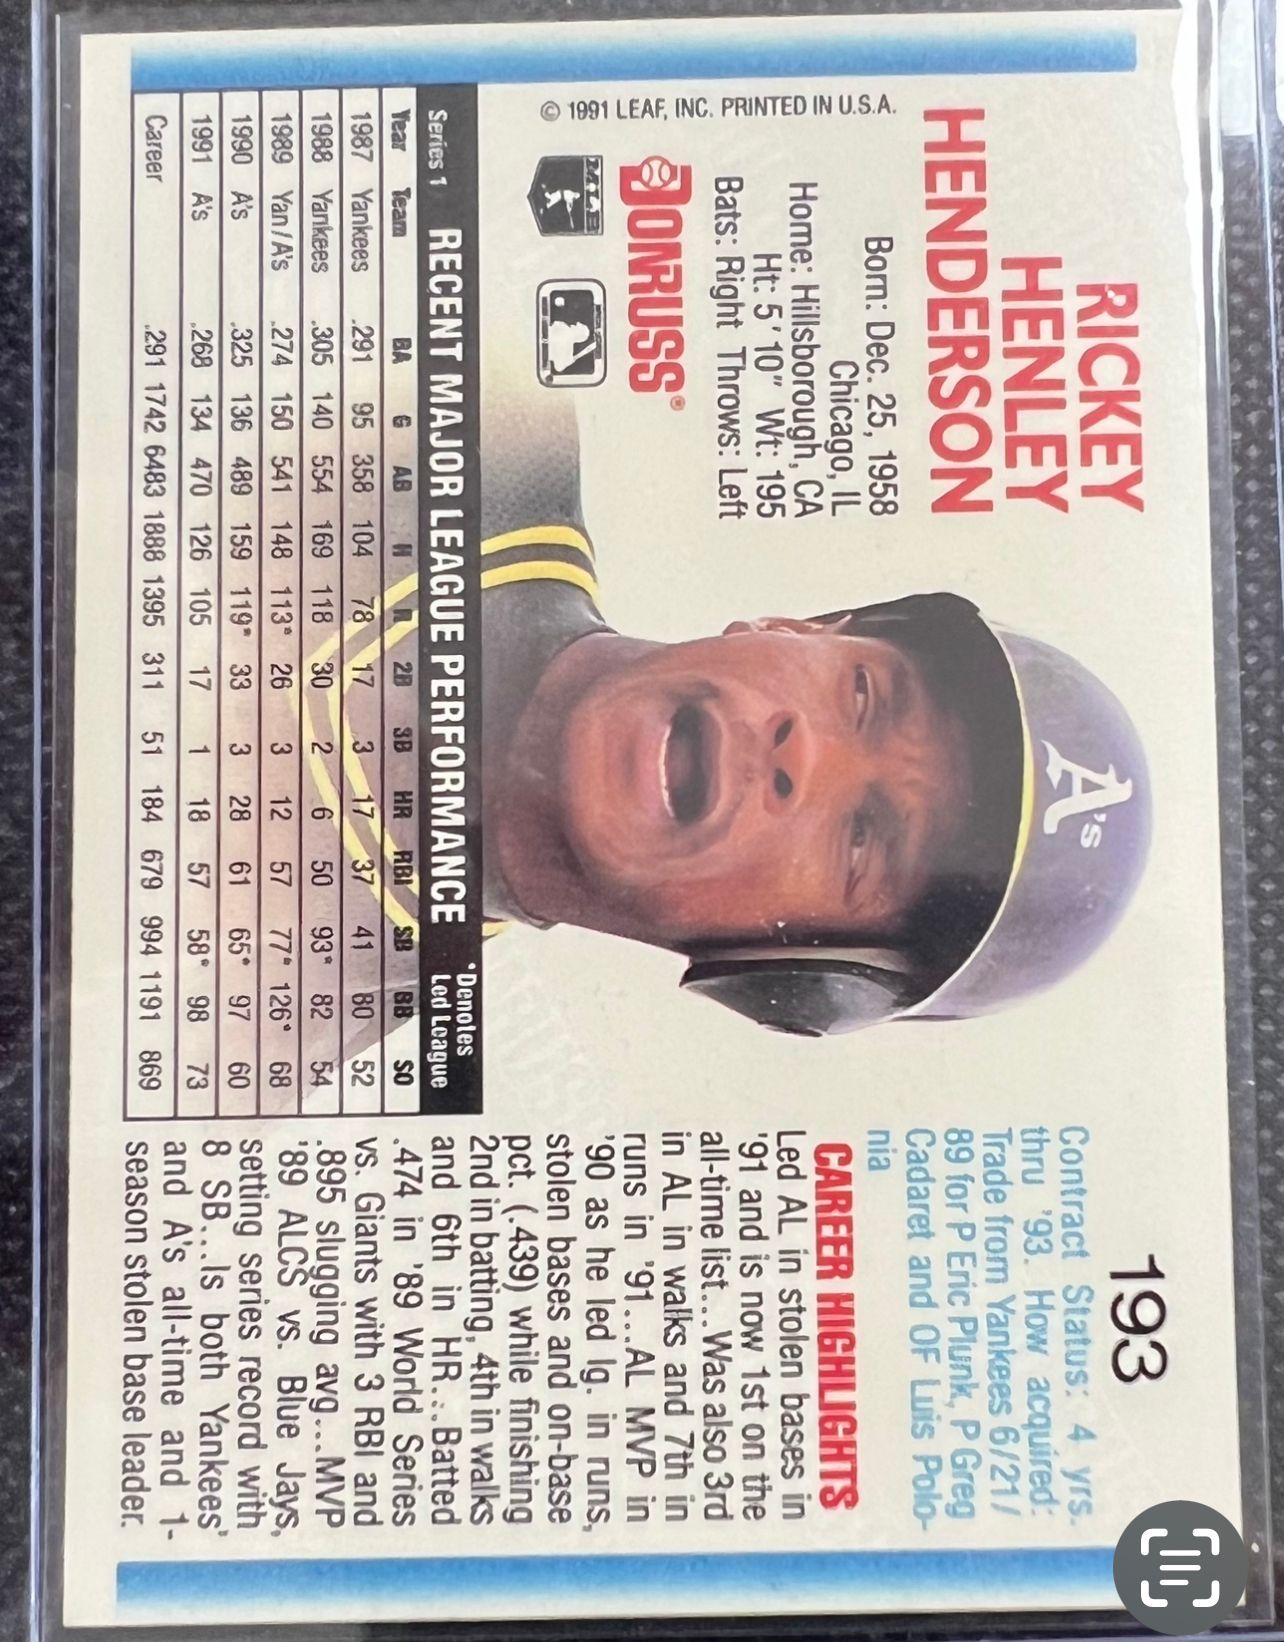 193
RICKEY
HENLEY
HENDERSON
Born: Dec. 25, 1958
Chicago, IL
Home: Hillsborough, CA
Ht: 5'10" Wt: 195
Bats: Right Throws: Left
DONRUSS®
MLB
© 1991 LEAF, INC. PRINTED IN U.S.A.
A's
Contract Status: 4 yrs.
thru '93. How acquired:
Trade from Yankees 6/21/
89 for P Eric Plunk, P Greg
Cadaret and OF Luis Polo-
nia
CAREER HIGHLIGHTS
Led AL in stolen bases in
'91 and is now 1st on the
all-time list...Was also 3rd
in AL in walks and 7th in
runs in '91...AL MVP in
'90 as he led lg. in runs,
stolen bases and on-base
pct. (.439) while finishing
2nd in batting, 4th in walks
and 6th in HR...Batted
.474 in '89 World Series
vs. Giants with 3 RBI and
.895 slugging avg...MVP
'89 ALCS vs. Blue Jays,
setting series record with
8 SB...Is both Yankees'
and A's all-time and 1-
season stolen base leader.
Series 1 RECENT MAJOR LEAGUE PERFORMANCE *Denotes
Led League
Year Team BA G AB H R 2B 3B HR RBI SB BB SO
1987 Yankees .291 95 358 104 78 17 3 17 37 41 80 52
1988 Yankees .305 140 554 169 118 30 2 6 50 93* 82 54
1989 Yan/A's .274 150 541 148 113* 26 3 12 57 77* 126* 68
1990 A's .325 136 489 159 119* 33 3 28 61 65* 97 60
1991 A's .268 134 470 126 105 17 1 18 57 58* 98 73
Career .291 1742 6483 1888 1395 311 51 184 679 994 1191 869